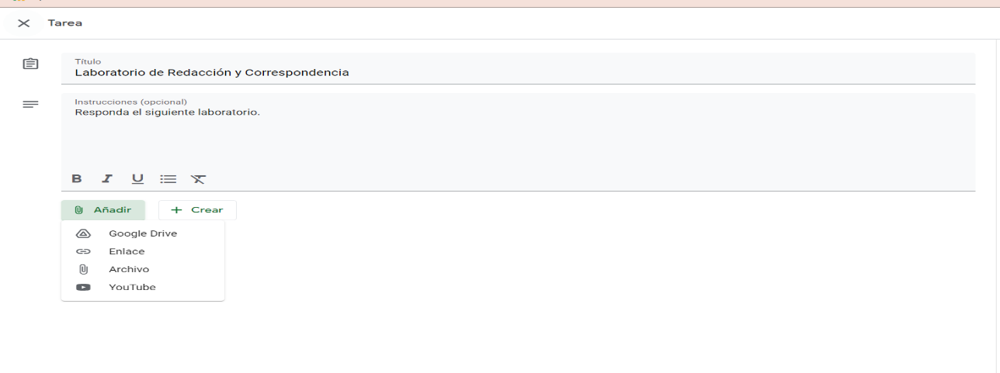 Tarea
Título
Laboratorio de Redacción y Correspondencia
Instrucciones (opcional)
Responda el siguiente laboratorio.
B I U
Añadir + Crear
Google Drive
Enlace
Archivo
YouTube